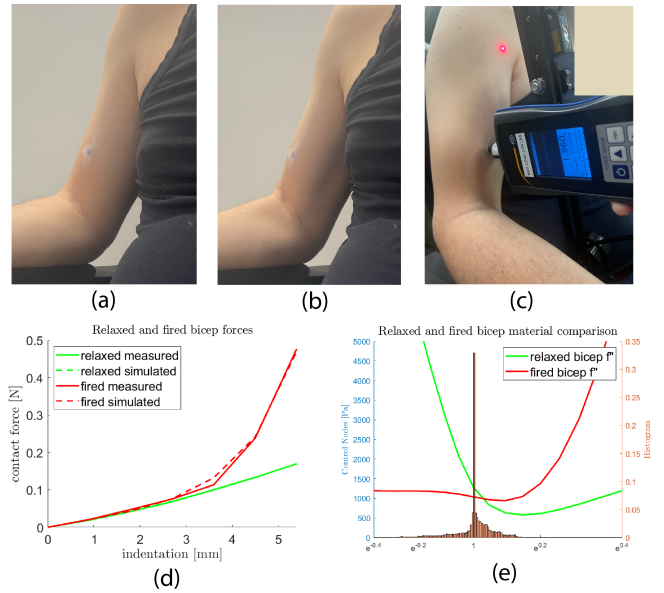 1.860
(a)
(b)
(c)
Relaxed and fired bicep forces
0.5
0.4
0.3
0.2
0.1
0
contact force [N]
relaxed measured
relaxed simulated
fired measured
fired simulated
0
1
2
3
4
5
indentation [mm]
(d)
Relaxed and fired bicep material comparison
5000
4500
4000
3500
3000
2500
2000
1500
1000
500
0
Control Nodes [Pa]
relaxed bicep f"
fired bicep f"
0.35
0.3
0.25
0.2
0.15
0.1
0.05
0
Histogram
e^-0.4
e^-0.2
1
e^0.2
e^0.4
(e)